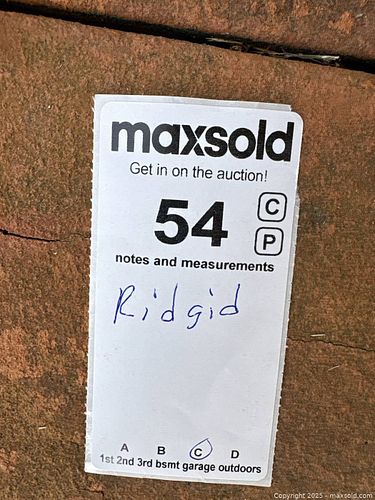 maxsold
Get in on the auction!
54
C
P
notes and measurements
Ridgid
A B C D
1st 2nd 3rd bsmt garage outdoors
Copyright 2025 - maxsold.com